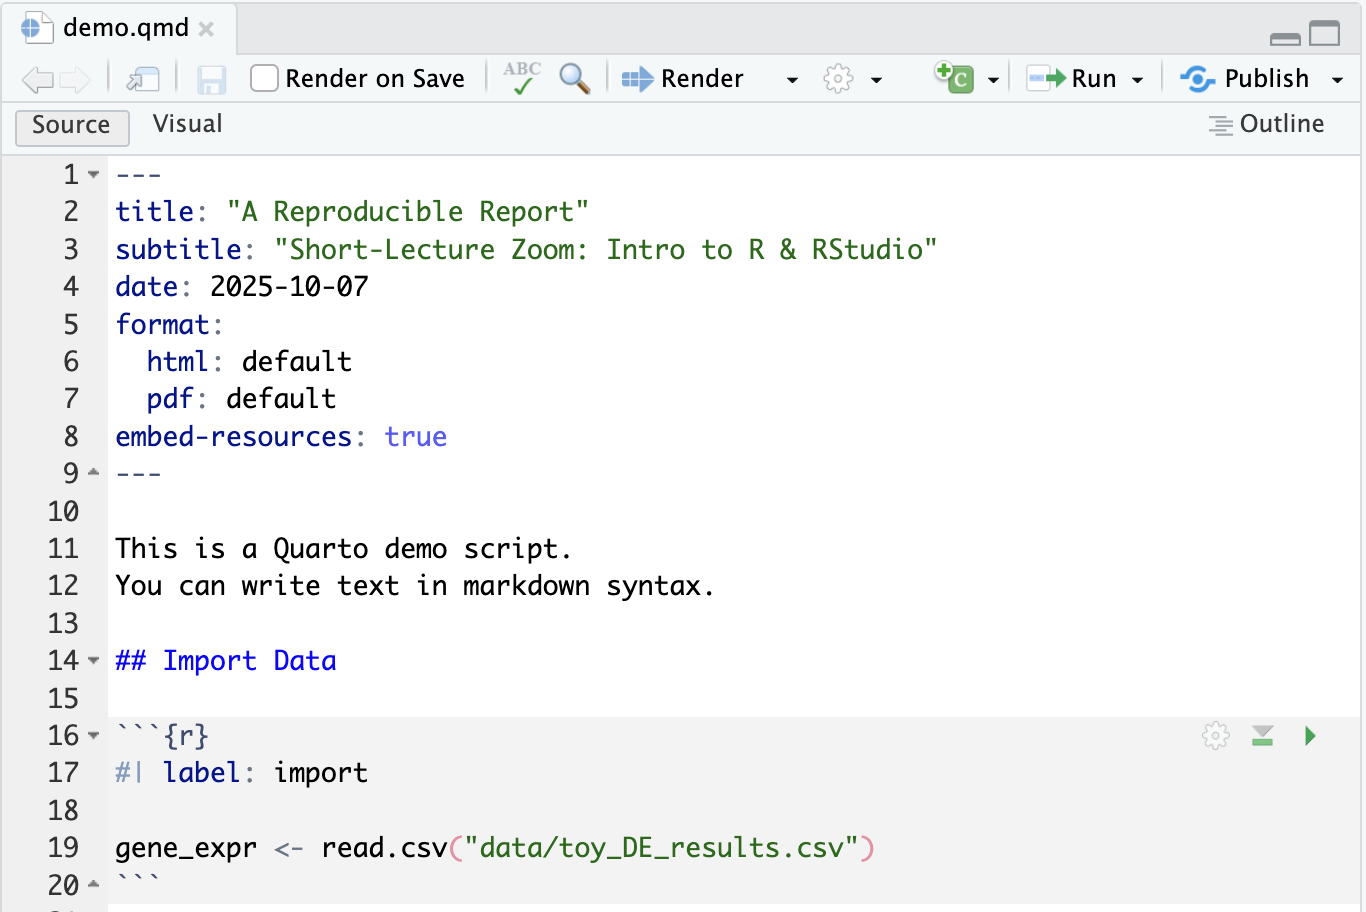 demo.qmd
Render on Save ABC Render C Run Publish
Source Visual Outline
1 ---
2 title: "A Reproducible Report"
3 subtitle: "Short-Lecture Zoom: Intro to R & RStudio"
4 date: 2025-10-07
5 format:
6   html: default
7   pdf: default
8 embed-resources: true
9 ---
10
11 This is a Quarto demo script.
12 You can write text in markdown syntax.
13
14 ## Import Data
15
16 ```{r}
17 #| label: import
18
19 gene_expr <- read.csv("data/toy_DE_results.csv")
20 ```